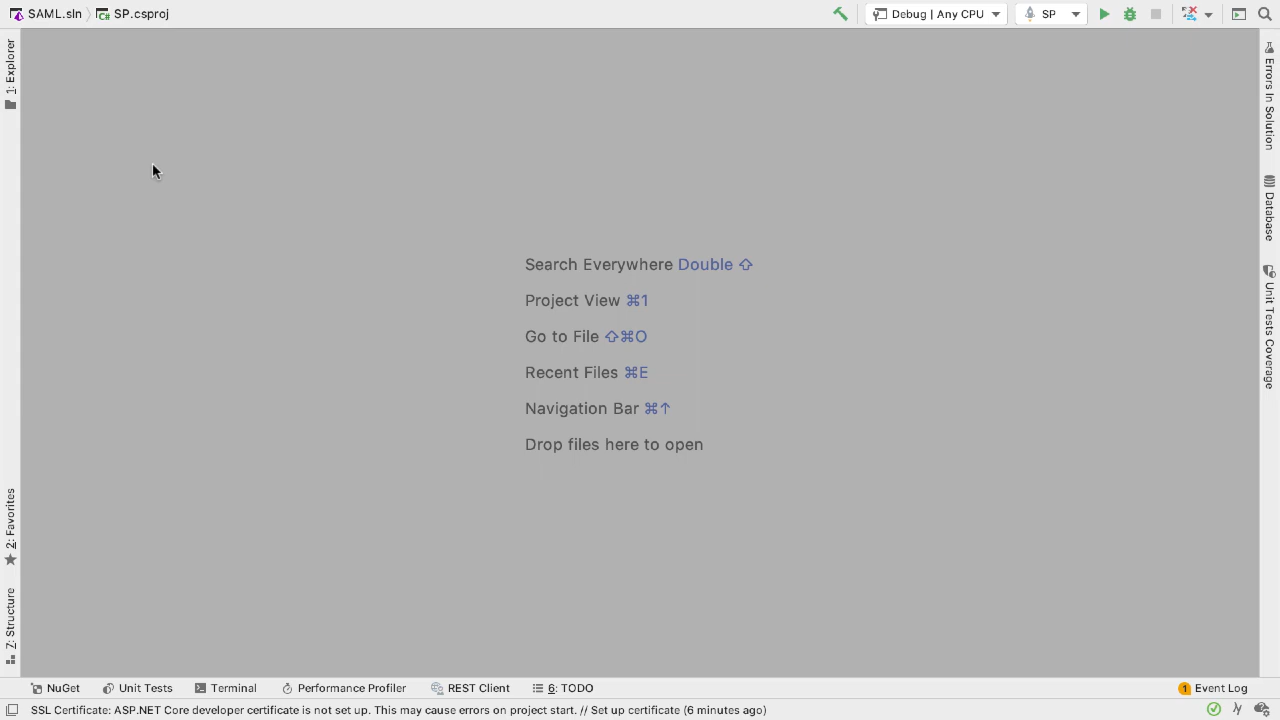 SAML.sln
SP.csproj
Debug | Any CPU
SP
1: Explorer
2: Favorites
Z: Structure
Search Everywhere Double ⇧
Project View ⌘1
Go to File ⇧⌘O
Recent Files ⌘E
Navigation Bar ⌘↑
Drop files here to open
Errors In Solution
Database
Unit Tests Coverage
NuGet
Unit Tests
Terminal
Performance Profiler
REST Client
6: TODO
1 Event Log
SSL Certificate: ASP.NET Core developer certificate is not set up. This may cause errors on project start. // Set up certificate (6 minutes ago)